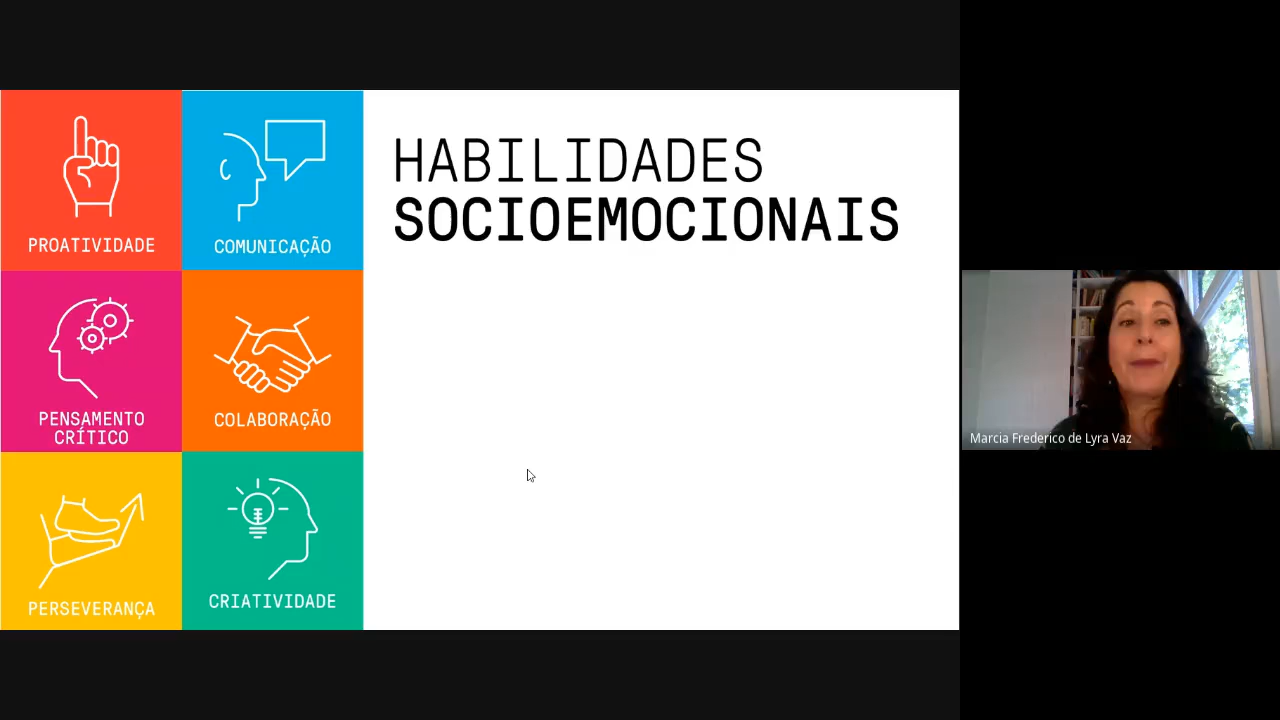 HABILIDADES
SOCIOEMOCIONAIS
PROATIVIDADE
COMUNICAÇÃO
PENSAMENTO
CRÍTICO
COLABORAÇÃO
PERSEVERANÇA
CRIATIVIDADE
Marcia Frederico de Lyra Vaz